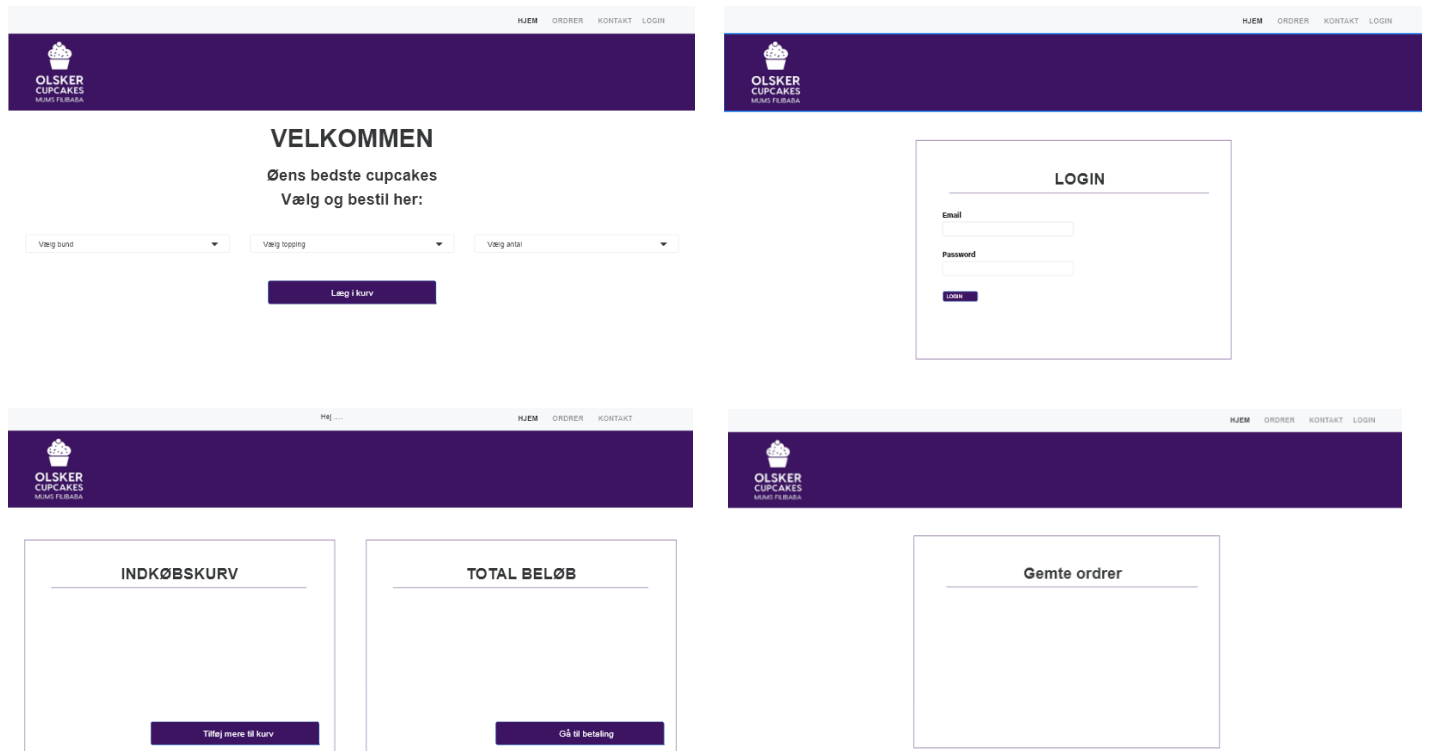 HJEM ORDRER KONTAKT LOGIN
OLSKER
CUPCAKES
MUMS FILIBABA
VELKOMMEN
Øens bedste cupcakes
Vælg og bestil her:
Vælg bund
Vælg topping
Vælg antal
Læg i kurv
HJEM ORDRER KONTAKT LOGIN
OLSKER
CUPCAKES
MUMS FILIBABA
LOGIN
Email
Password
LOGIN
Hej .... HJEM ORDRER KONTAKT
OLSKER
CUPCAKES
MUMS FILIBABA
INDKØBSKURV
Tilføj mere til kurv
TOTAL BELØB
Gå til betaling
HJEM ORDRER KONTAKT LOGIN
OLSKER
CUPCAKES
MUMS FILIBABA
Gemte ordrer